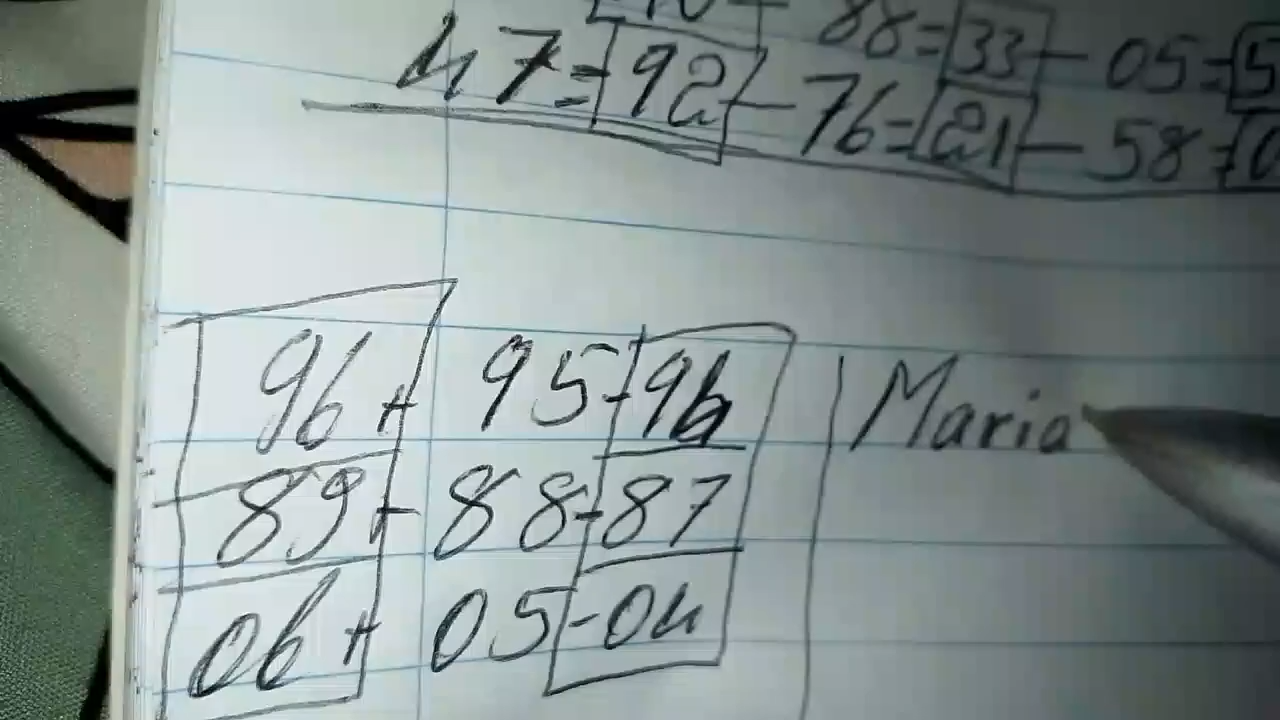 88=33-05=
47=92-76=21-58=
96+ 95-96 Maria
89-88-87
06+ 05-04